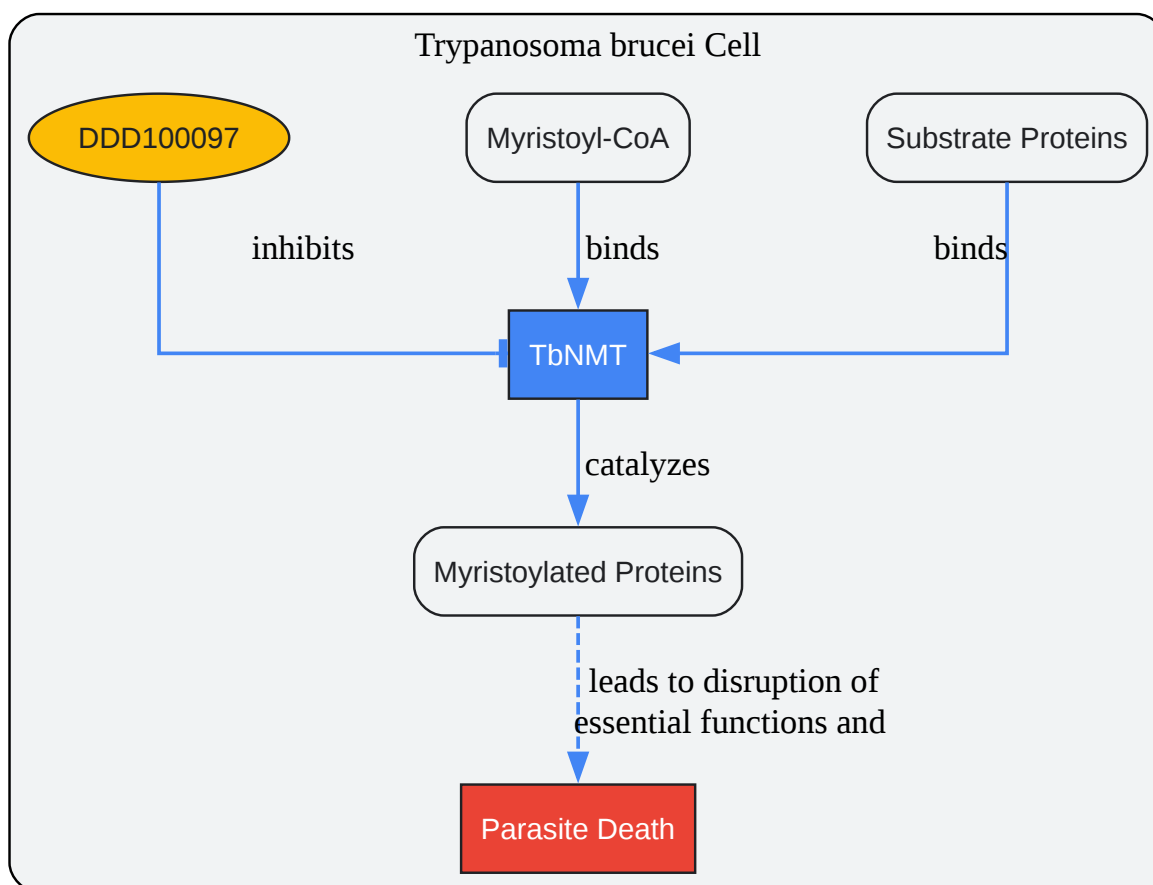 Trypanosoma brucei Cell
DDD100097
Myristoyl-CoA
Substrate Proteins
inhibits
binds
binds
TbNMT
catalyzes
Myristoylated Proteins
leads to disruption of
essential functions and
Parasite Death